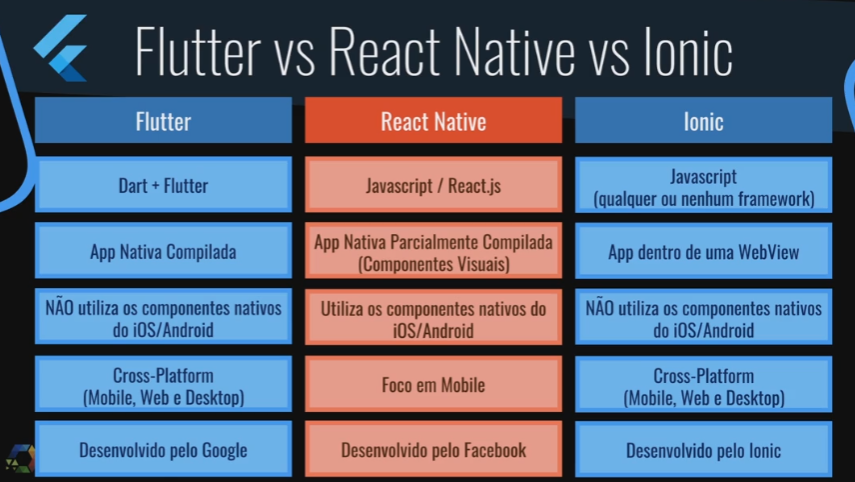 Flutter vs React Native vs Ionic
Flutter
React Native
Ionic
Dart + Flutter
Javascript / React.js
Javascript
(qualquer ou nenhum framework)
App Nativa Compilada
App Nativa Parcialmente Compilada
(Componentes Visuais)
App dentro de uma WebView
NÃO utiliza os componentes nativos
do iOS/Android
Utiliza os componentes nativos do
iOS/Android
NÃO utiliza os componentes nativos
do iOS/Android
Cross-Platform
(Mobile, Web e Desktop)
Foco em Mobile
Cross-Platform
(Mobile, Web e Desktop)
Desenvolvido pelo Google
Desenvolvido pelo Facebook
Desenvolvido pelo Ionic